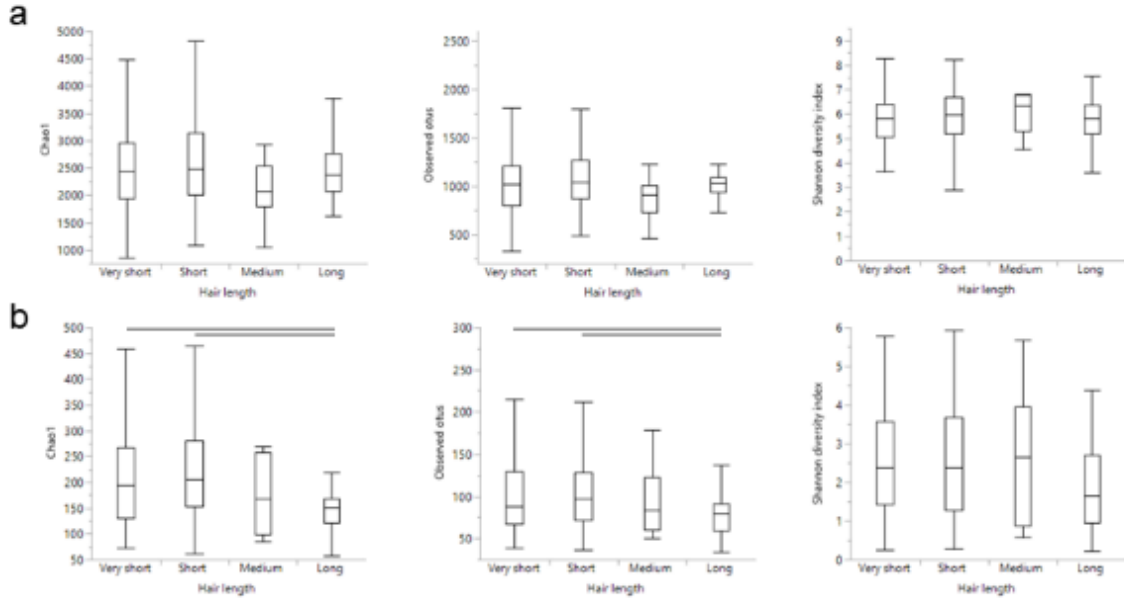 a
5000
4500
4000
3500
3000
2500
2000
1500
1000
Chao1
Very short Short Medium Long
Hair length
2500
2000
1500
1000
500
Observed otus
Very short Short Medium Long
Hair length
9
8
7
6
5
4
3
2
1
0
Shannon diversity index
Very short Short Medium Long
Hair length
b
500
450
400
350
300
250
200
150
100
50
Chao1
Very short Short Medium Long
Hair length
300
250
200
150
100
50
Observed otus
Very short Short Medium Long
Hair length
6
5
4
3
2
1
0
Shannon diversity index
Very short Short Medium Long
Hair length